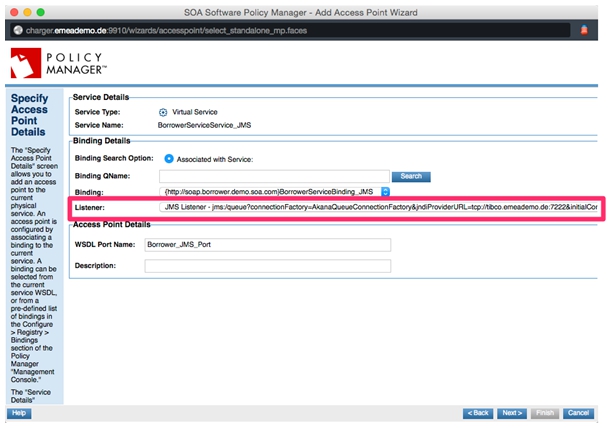 SOA Software Policy Manager - Add Access Point Wizard
charger.emeademo.de:9910/wizards/accesspoint/select_standalone_mp.faces
POLICY
MANAGER™
Specify
Access
Point
Details
The "Specify
Access Point
Details" screen
allows you to
add an access
point to the
current
physical
service. An
access point is
configured by
associating a
binding to the
current
service. A
binding can be
selected from
the current
service WSDL,
or from a
pre-defined list
of bindings in
the Configure
> Registry >
Bindings
section of the
Policy
Manager
"Management
Console."
The "Service
Details"
Service Details
Service Type: Virtual Service
Service Name: BorrowerServiceService_JMS
Binding Details
Binding Search Option: Associated with Service:
Binding QName: Search
Binding: {http://soap.borrower.demo.soa.com}BorrowerServiceBinding_JMS
Listener: JMS Listener - jms:/queue?connectionFactory=AkanaQueueConnectionFactory&jndiProviderURL=tcp://tibco.emeademo.de:7222&initialCor
Access Point Details
WSDL Port Name: Borrower_JMS_Port
Description:
Help < Back Next > Finish Cancel